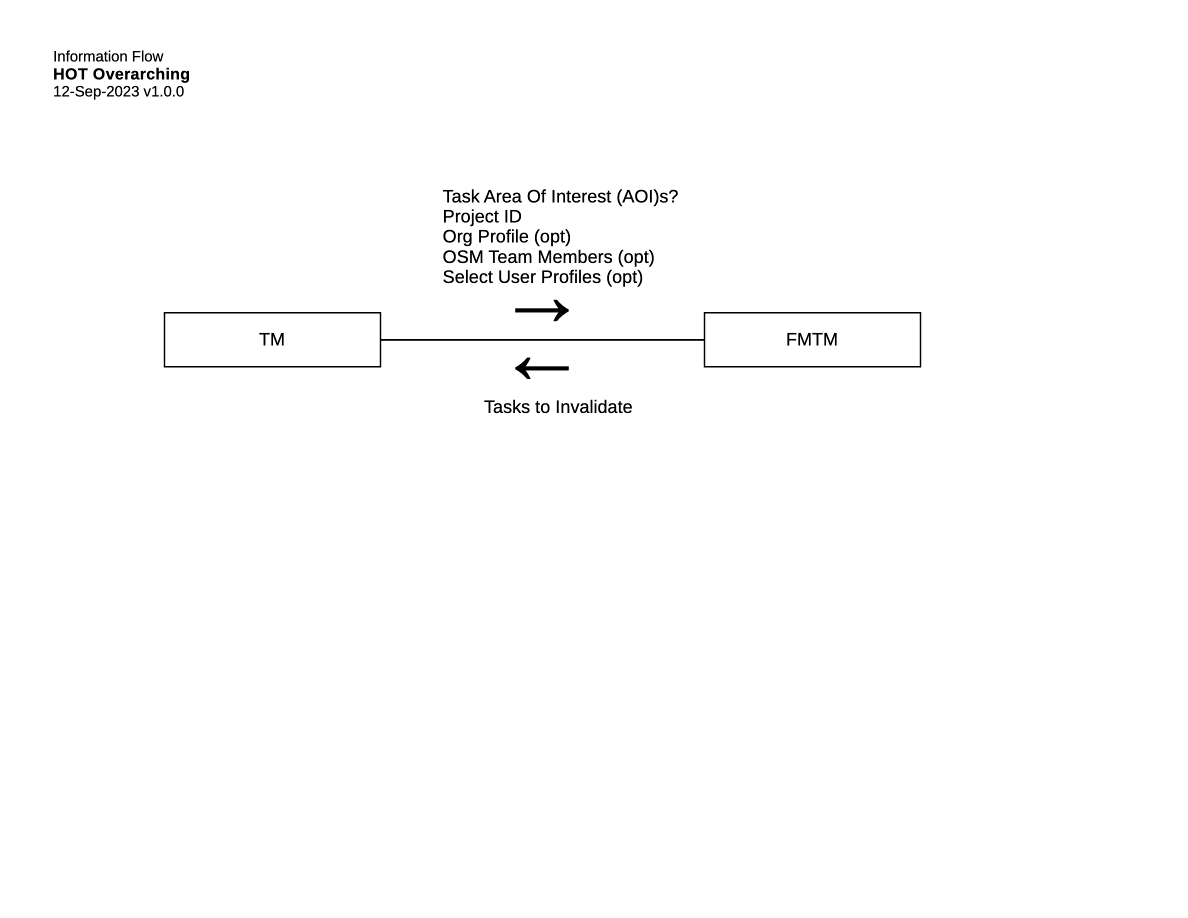 Information Flow
HOT Overarching
12-Sep-2023 v1.0.0
Task Area Of Interest (AOI)s?
Project ID
Org Profile (opt)
OSM Team Members (opt)
Select User Profiles (opt)
TM
FMTM
Tasks to Invalidate